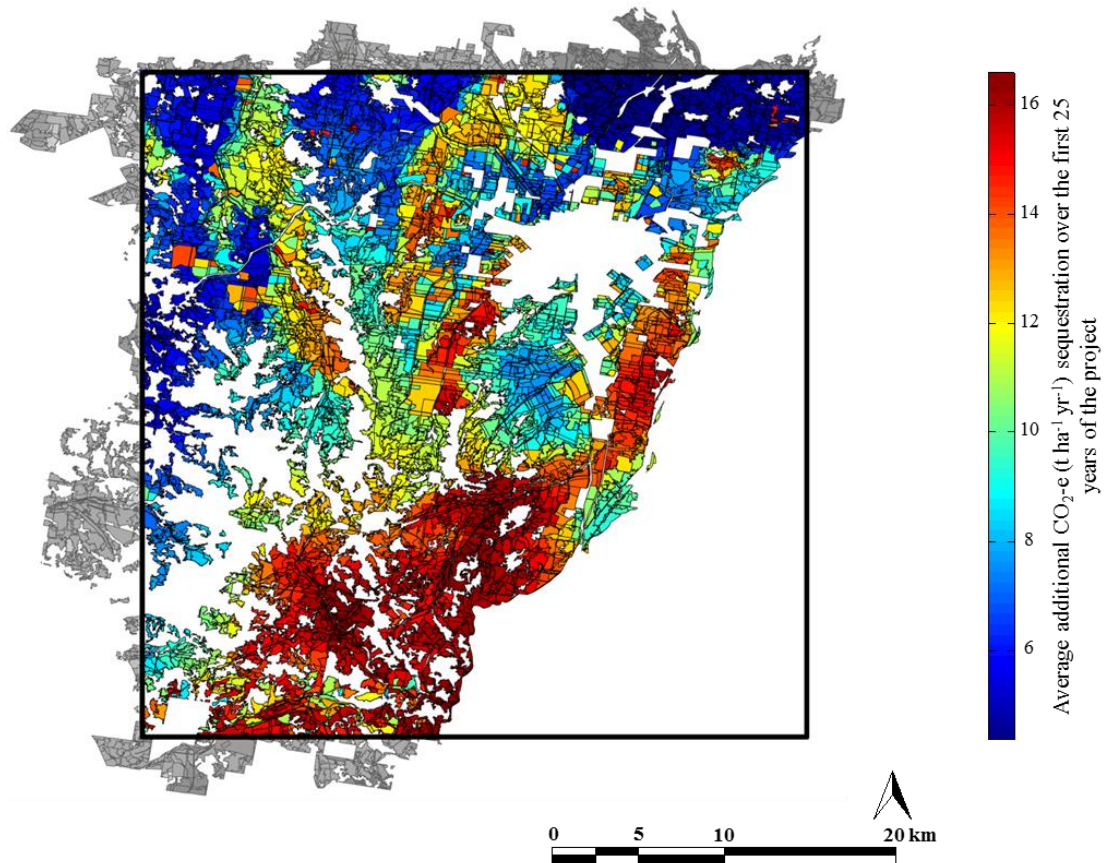 16
14
12
10
8
6
Average additional CO₂-e (t ha⁻¹ yr⁻¹) sequestration over the first 25
years of the project
0 5 10 20 km